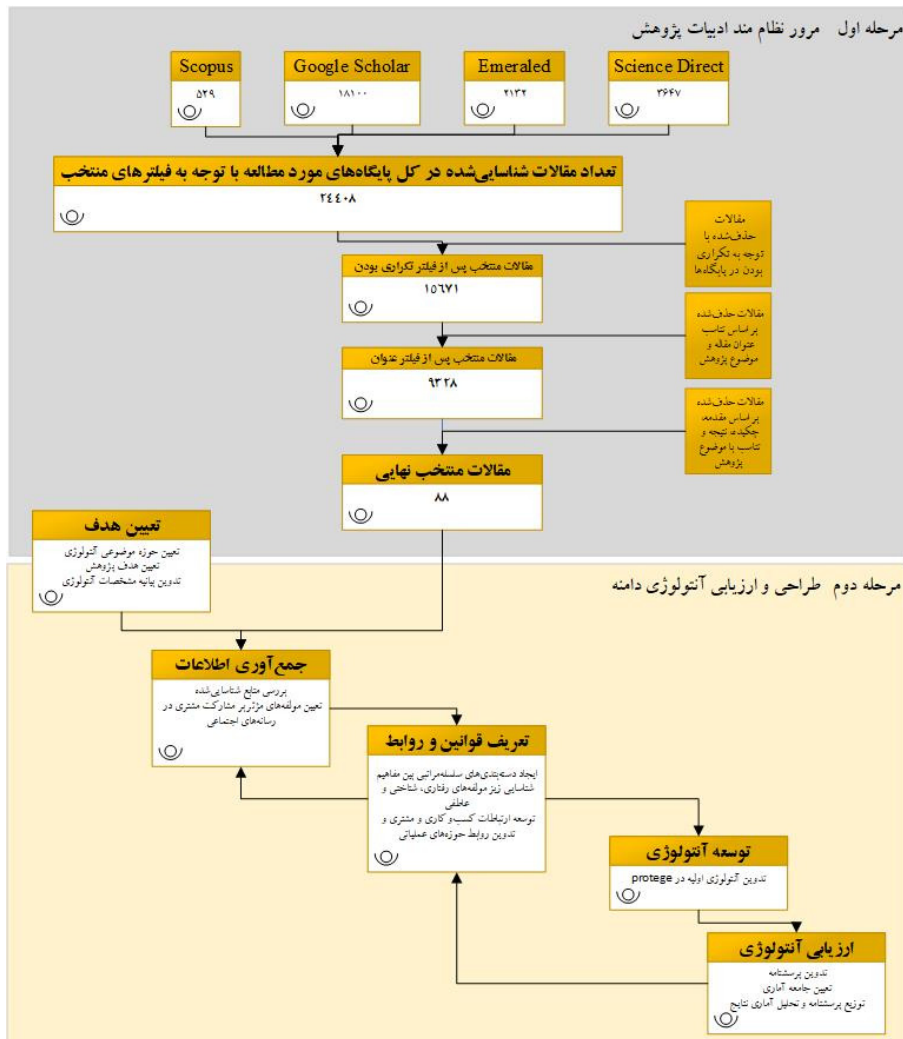 مرحله اول   مرور نظام مند ادبیات پژوهش
Scopus
۵۲۹
Google Scholar
۱۸۱۰۰
Emeraled
۲۱۳۲
Science Direct
۳۶۴۷
تعداد مقالات شناسایی‌شده در کل پایگاه‌های مورد مطالعه با توجه به فیلترهای منتخب
۲٤٤۰۸
مقالات
حذف‌شده با
توجه به تکراری
بودن در پایگاه‌ها
مقالات منتخب پس از فیلتر تکراری بودن
۱٥٦۷۱
مقالات حذف‌شده
بر اساس تناسب
عنوان مقاله و
موضوع پژوهش
مقالات منتخب پس از فیلتر عنوان
۹۳۲۸
مقالات حذف‌شده
بر اساس مقدمه،
چکیده، نتیجه و
تناسب با موضوع
پژوهش
مقالات منتخب نهایی
۸۸
تعیین هدف
تعیین حوزه موضوعی آنتولوژی
تعیین هدف پژوهش
تدوین بیانیه مشخصات آنتولوژی
مرحله دوم   طراحی و ارزیابی آنتولوژی دامنه
جمع‌آوری اطلاعات
بررسی منابع شناسایی‌شده
تعیین مولفه‌های مؤثر بر مشارکت مشتری در
رسانه‌های اجتماعی
تعریف قوانین و روابط
ایجاد دسته‌بندی‌های سلسله‌مراتبی بین مفاهیم
شناسایی زیر مولفه‌های رفتاری، شناختی و
عاطفی
توسعه ارتباطات کسب‌و کاری و مشتری و
تدوین روابط حوزه‌های عملیاتی
توسعه آنتولوژی
تدوین آنتولوژی اولیه در protege
ارزیابی آنتولوژی
تدوین پرسشنامه
تعیین جامعه آماری
توزیع پرسشنامه و تحلیل آماری نتایج